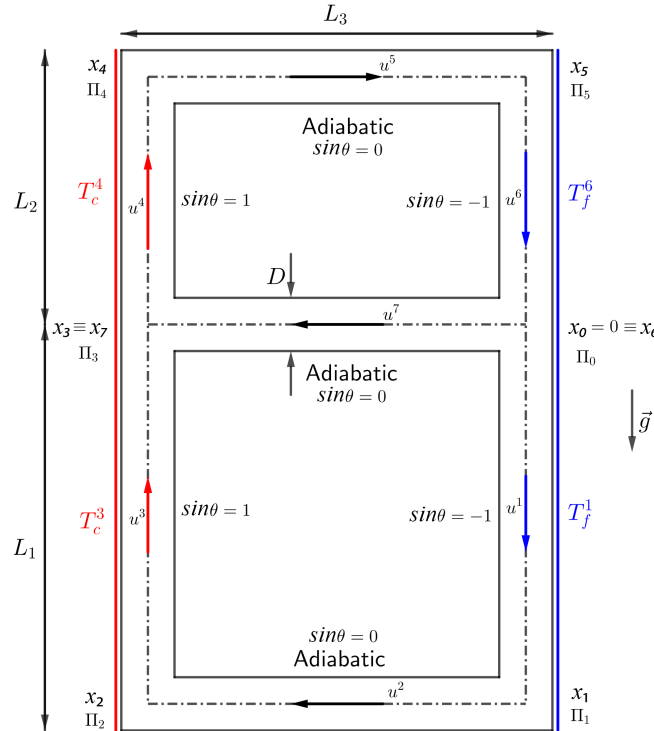 L₃
x₄
u⁵
x₅
Π₄
Π₅
Adiabatic
sinθ = 0
T_c^4
u⁴
sinθ = 1
sinθ = −1
u⁶
T_f^6
L₂
D
x₃ ≡ x₇
u⁷
x₀ = 0 ≡ x₆
Π₃
Π₀
Adiabatic
sinθ = 0
g⃗
T_c^3
u³
sinθ = 1
sinθ = −1
u¹
T_f^1
L₁
sinθ = 0
Adiabatic
x₂
u²
x₁
Π₂
Π₁